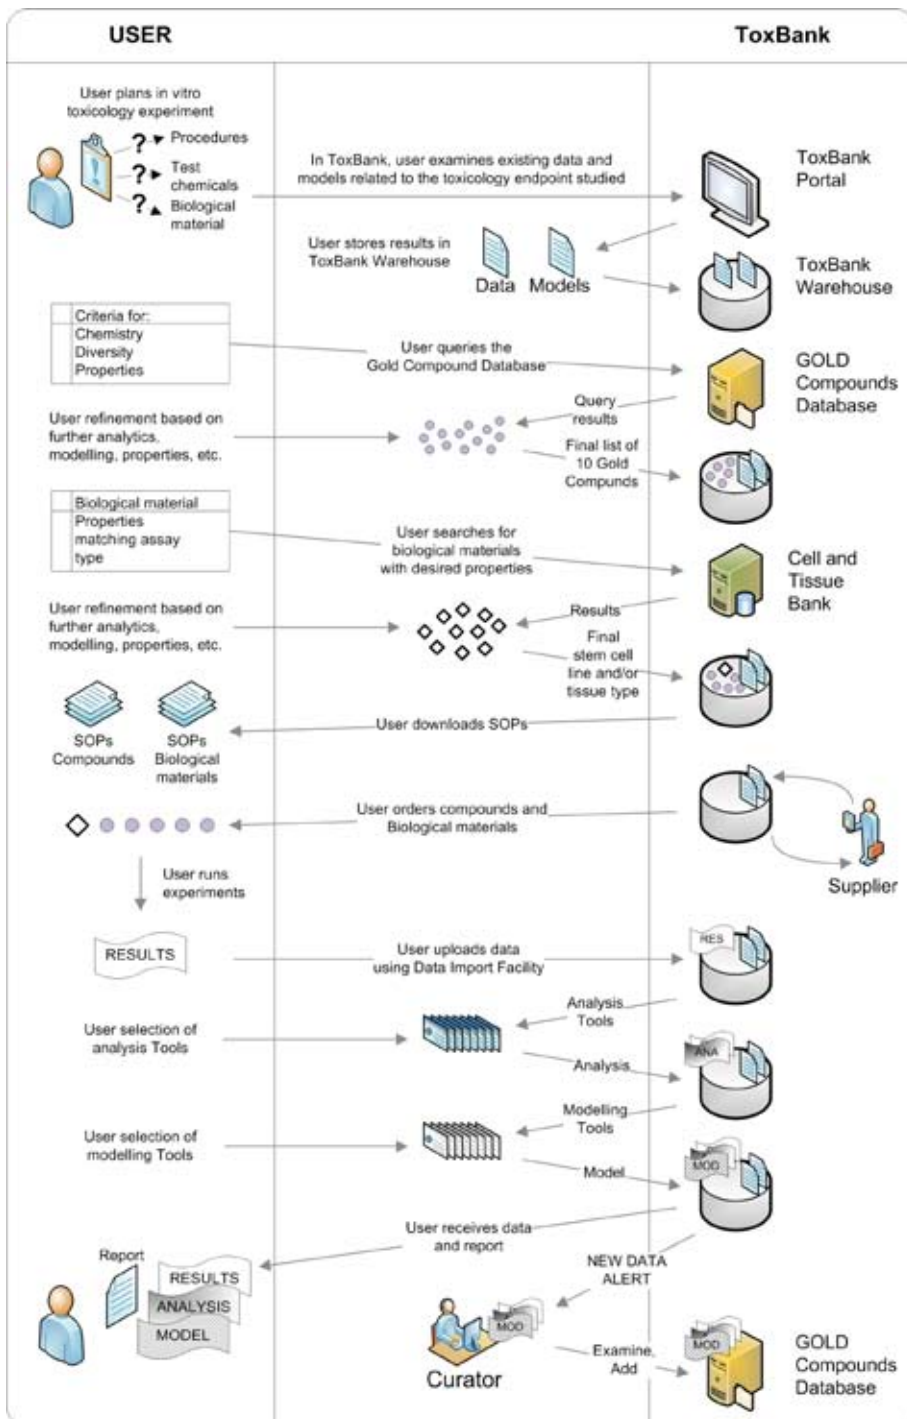 USER
ToxBank
User plans in vitro
toxicology experiment
? Procedures
? Test
chemicals
? Biological
material
In ToxBank, user examines existing data and
models related to the toxicology endpoint studied
ToxBank
Portal
User stores results in
ToxBank Warehouse
Data
Models
ToxBank
Warehouse
Criteria for:
Chemistry
Diversity
Properties
User queries the
Gold Compound Database
GOLD
Compounds
Database
Query
results
User refinement based on
further analytics,
modelling, properties, etc.
Final list of
10 Gold
Compunds
Biological material
Properties
matching assay
type
User searches for
biological materials
with desired properties
Cell and
Tissue
Bank
Results
User refinement based on
further analytics,
modelling, properties, etc.
Final
stem cell
line and/or
tissue type
User downloads SOPs
SOPs
Compounds
SOPs
Biological
materials
User orders compounds and
Biological materials
Supplier
User runs
experiments
RESULTS
User uploads data
using Data Import Facility
RES
Analysis
Tools
User selection of
analysis Tools
Analysis
ANA
Modelling
Tools
User selection of
modelling Tools
Model
MOD
User receives data
and report
Report
RESULTS
ANALYSIS
MODEL
NEW DATA
ALERT
MOD
Curator
Examine,
Add
MOD
GOLD
Compounds
Database